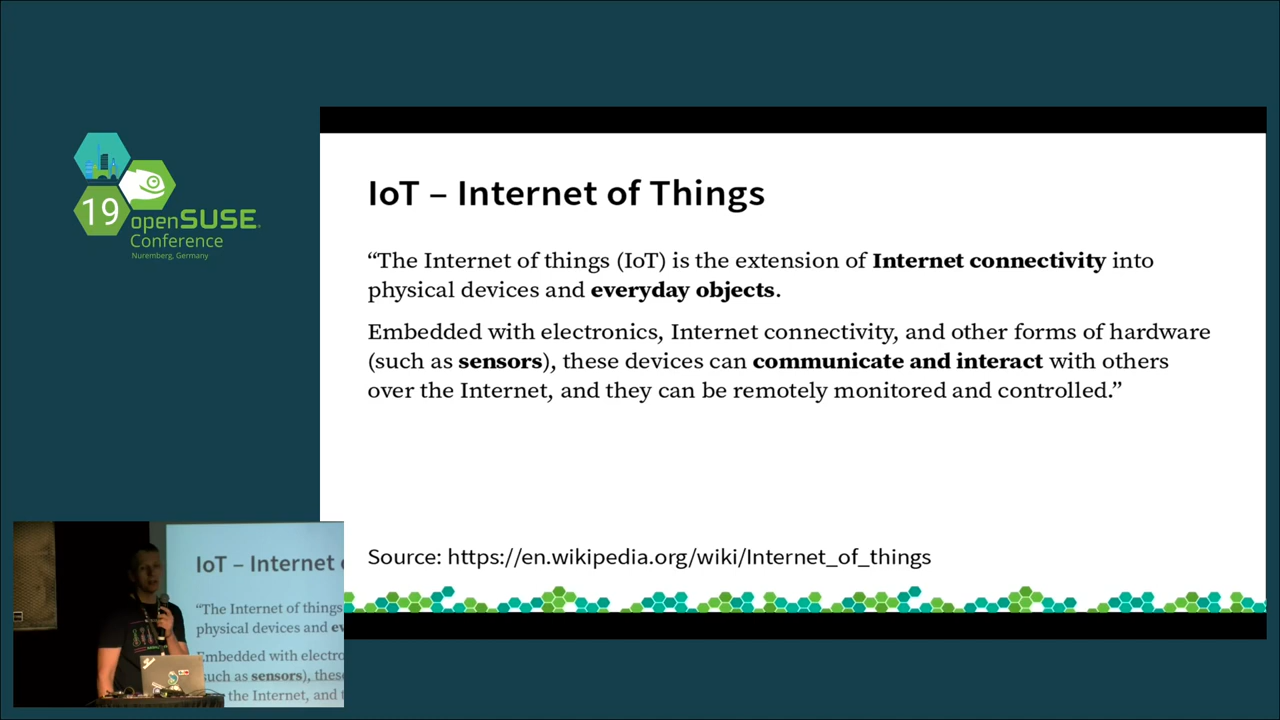 19
openSUSE
Conference
Nuremberg, Germany
IoT – Internet of Things
“The Internet of things (IoT) is the extension of Internet connectivity into
physical devices and everyday objects.
Embedded with electronics, Internet connectivity, and other forms of hardware
(such as sensors), these devices can communicate and interact with others
over the Internet, and they can be remotely monitored and controlled.”
Source: https://en.wikipedia.org/wiki/Internet_of_things
IoT – Internet
“The Internet of things
physical devices and
Embedded with electro
such as sensors), these
the Internet, and t